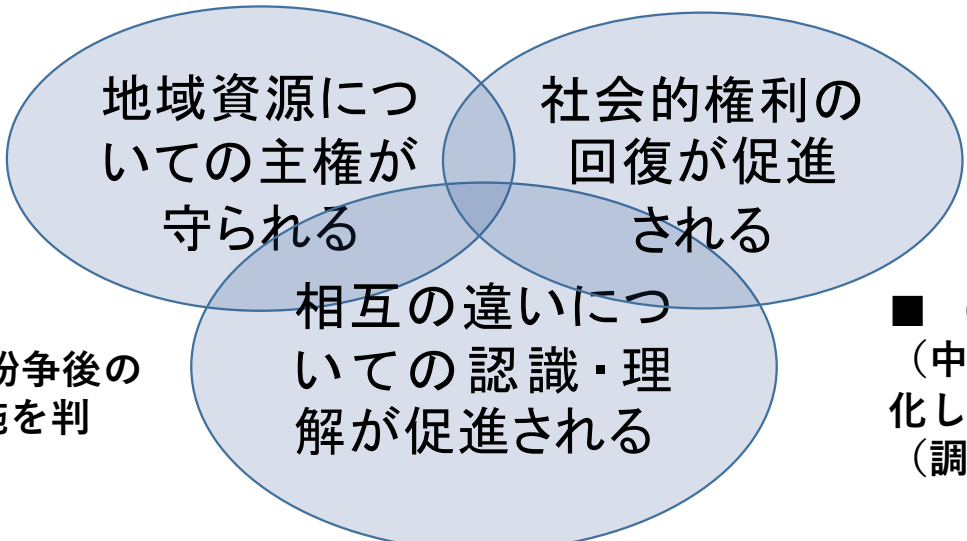 地域資源につ
いての主権が
守られる
社会的権利の
回復が促進
される
相互の違いにつ
いての認識・理
解が促進される
紛争後の
施を判
■ （
（中
化し
（調